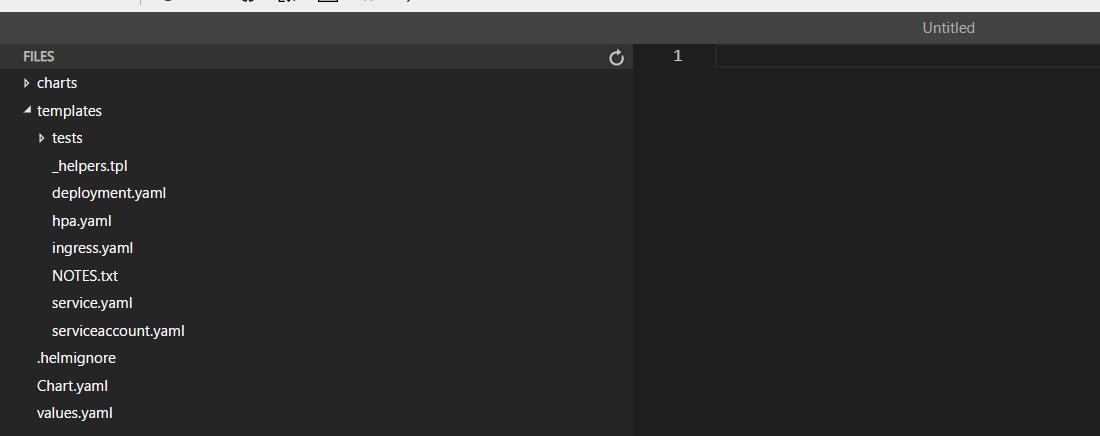 Untitled
FILES
1
charts
templates
tests
_helpers.tpl
deployment.yaml
hpa.yaml
ingress.yaml
NOTES.txt
service.yaml
serviceaccount.yaml
.helmignore
Chart.yaml
values.yaml